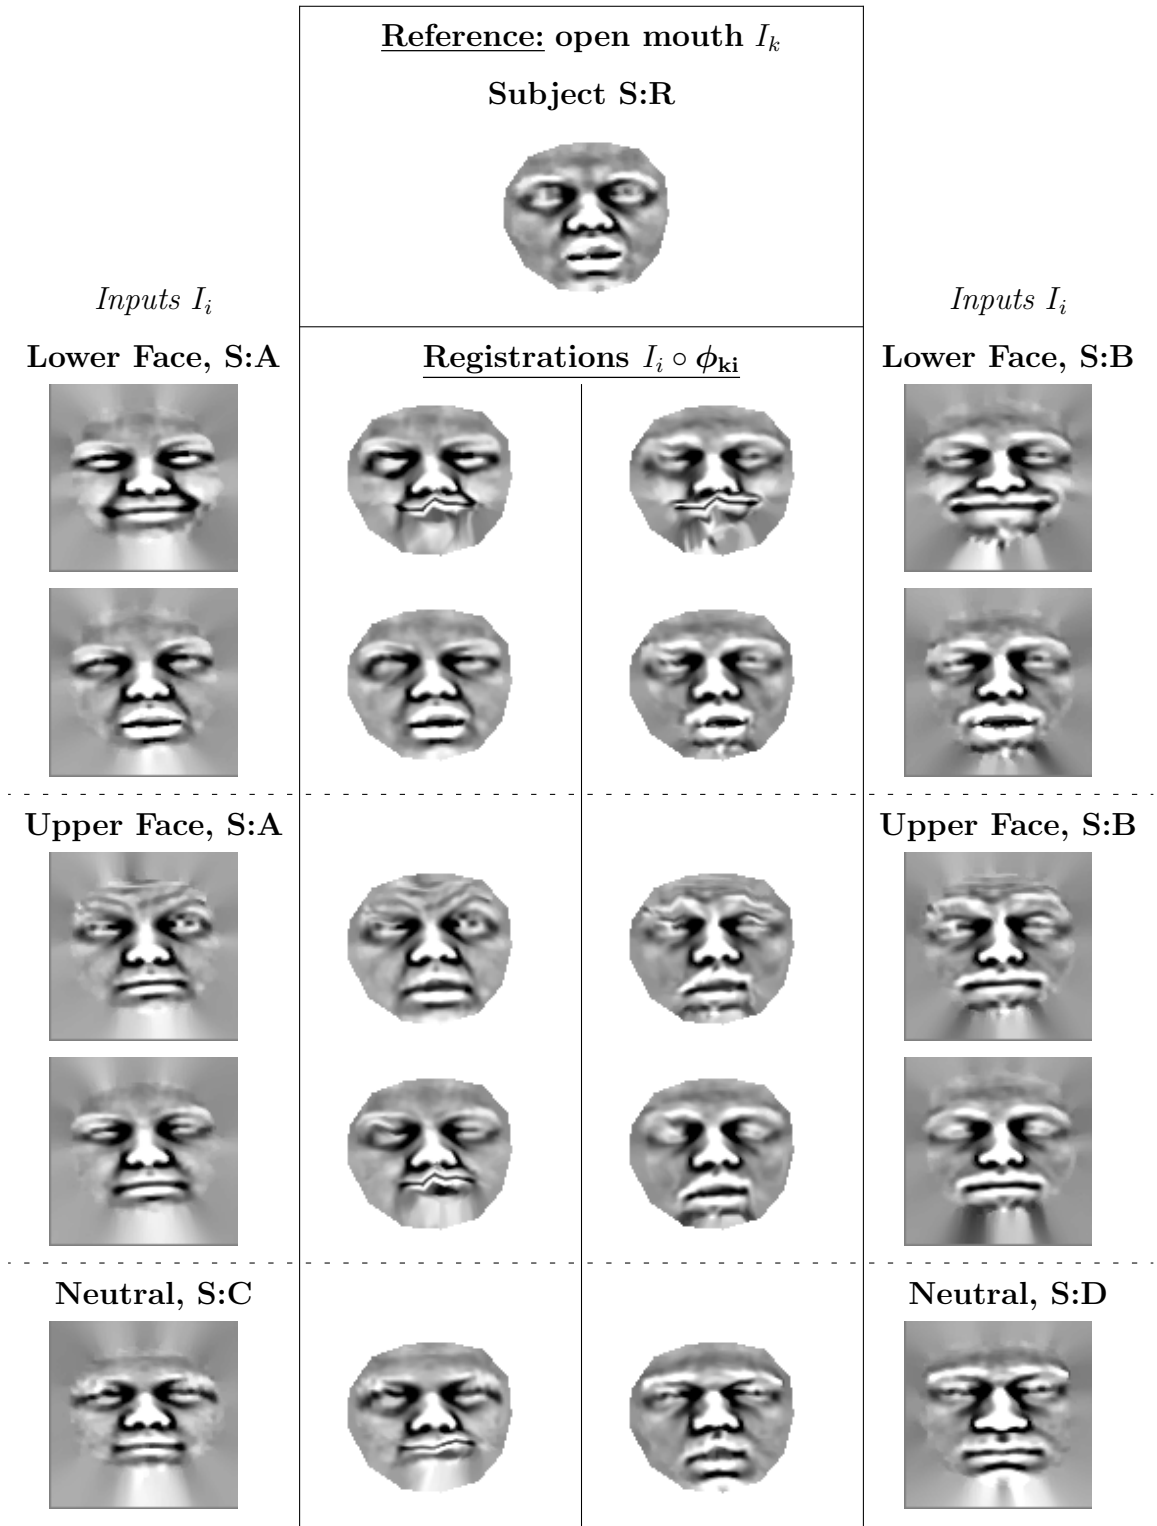 Reference: open mouth I_k
Subject S:R
Inputs I_i
Inputs I_i
Lower Face, S:A
Registrations I_i ∘ ϕ_ki
Lower Face, S:B
Upper Face, S:A
Upper Face, S:B
Neutral, S:C
Neutral, S:D